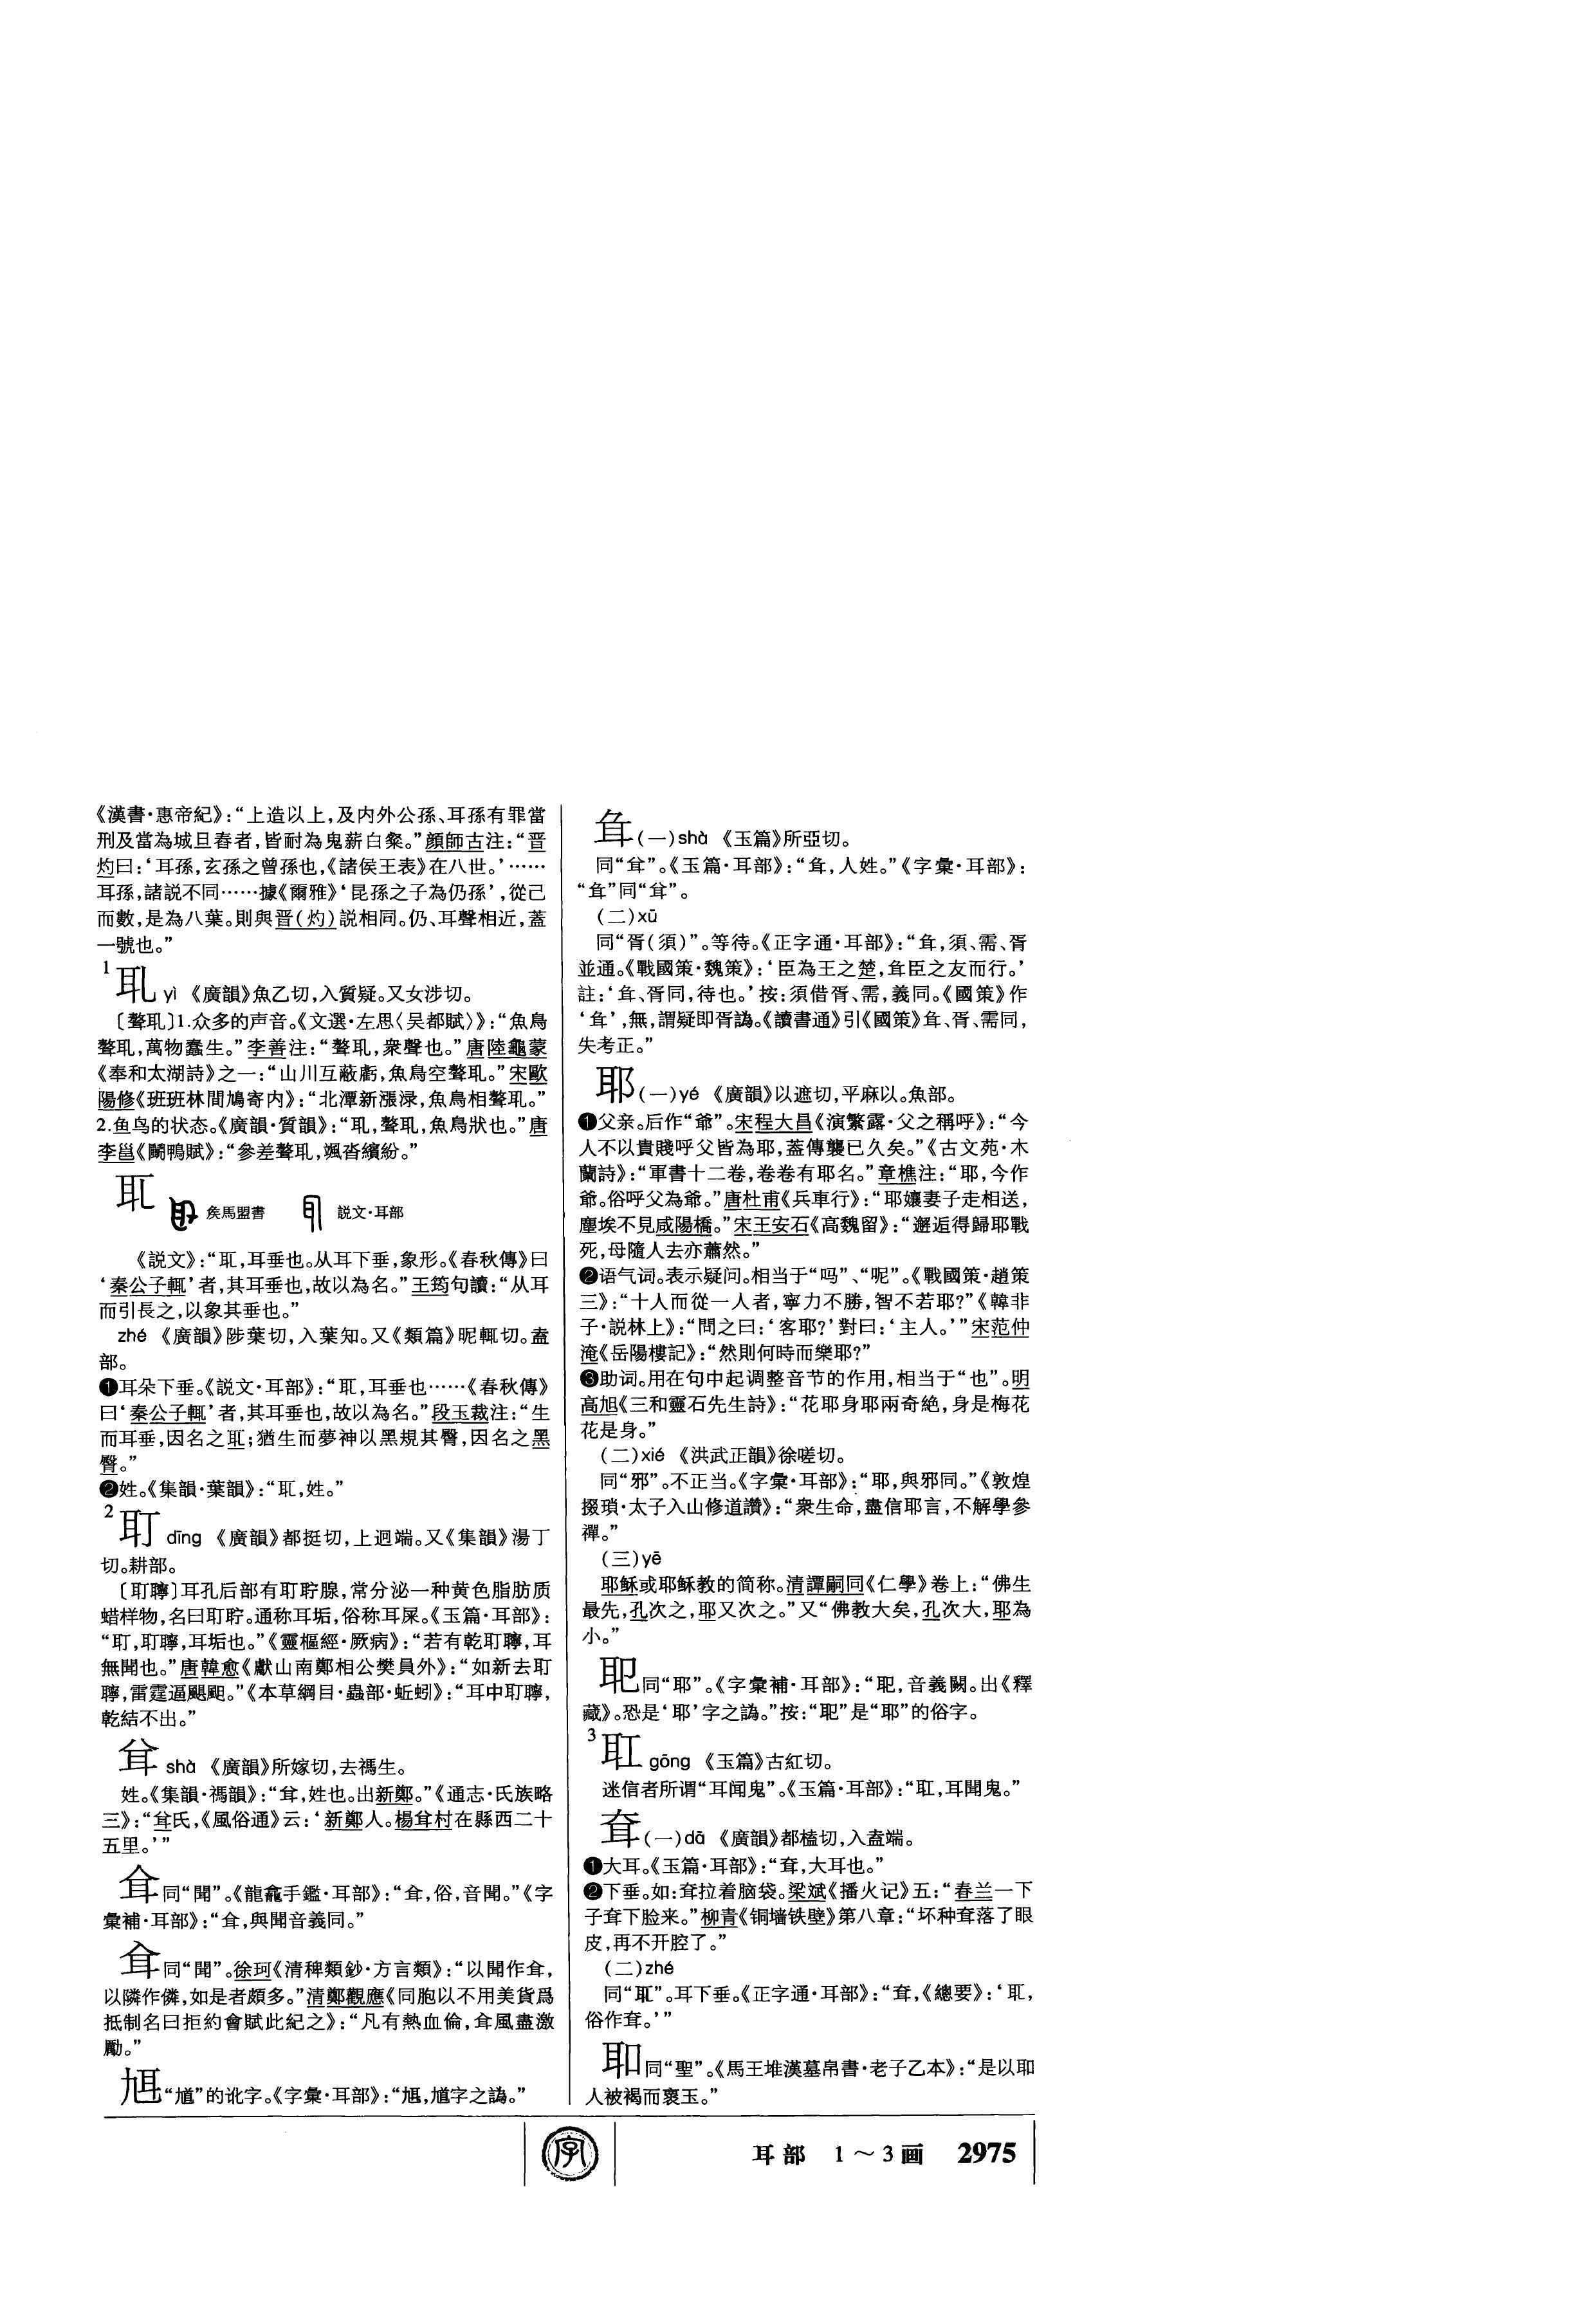 《漢書·惠帝紀》：“上造以上，及内外公孫、耳孫有罪當
刑及當為城旦舂者，皆耐為鬼薪白粲。”顔師古注：“晋
灼曰：‘耳孫，玄孫之曾孫也，《諸侯王表》在八世。’……
耳孫，諸説不同……據《爾雅》‘昆孫之子為仍孫’，從己
而數，是為八葉。則與晋（灼）説相同。仍、耳聲相近，蓋
一號也。”
1 耴 yì 《廣韻》魚乙切，入質疑。又女涉切。
〔聱耴〕1.众多的声音。《文選·左思〈吴都賦〉》：“魚鳥
聱耴，萬物蠢生。”李善注：“聱耴，衆聲也。”唐陸龜蒙
《奉和太湖詩》之一：“山川互蔽虧，魚鳥空聱耴。”宋歐
陽修《班班林間鳩寄内》：“北潭新漲渌，魚鳥相聱耴。”
2.鱼鸟的状态。《廣韻·質韻》：“耴，聱耴，魚鳥狀也。”唐
李邕《鬭鴨賦》：“參差聱耴，颯沓繽紛。”
耴 矦馬盟書 説文·耳部
《説文》：“耴，耳垂也。从耳下垂，象形。《春秋傳》曰
‘秦公子輒’者，其耳垂也，故以為名。”王筠句讀：“从耳
而引長之，以象其垂也。”
zhé 《廣韻》陟葉切，入葉知。又《類篇》昵輒切。盍
部。
❶耳朵下垂。《説文·耳部》：“耴，耳垂也……《春秋傳》
曰‘秦公子輒’者，其耳垂也，故以為名。”段玉裁注：“生
而耳垂，因名之耴；猶生而夢神以黑規其臀，因名之黑
臀。”
❷姓。《集韻·葉韻》：“耴，姓。”
2 耵 dīng 《廣韻》都挺切，上迥端。又《集韻》湯丁
切。耕部。
〔耵聹〕耳孔后部有耵聍腺，常分泌一种黄色脂肪质
蜡样物，名曰耵聍。通称耳垢，俗称耳屎。《玉篇·耳部》：
“耵，耵聹，耳垢也。”《靈樞經·厥病》：“若有乾耵聹，耳
無聞也。”唐韓愈《獻山南鄭相公樊員外》：“如新去耵
聹，雷霆逼颶䬌。”《本草綱目·蟲部·蚯蚓》：“耳中耵聹，
乾結不出。”
䎳 shà 《廣韻》所嫁切，去禡生。
姓。《集韻·禡韻》：“䎳，姓也。出新鄭。”《通志·氏族略
三》：“䎳氏，《風俗通》云：‘新鄭人。楊䎳村在縣西二十
五里。’”
同“聞”。《龍龕手鑑·耳部》：“，俗，音聞。”《字
彙補·耳部》：“，與聞音義同。”
同“聞”。徐珂《清稗類鈔·方言類》：“以聞作，
以隣作僯，如是者頗多。”清鄭觀應《同胞以不用美貨爲
抵制名曰拒約會賦此紀之》：“凡有熱血倫，風盡激
勵。”
“馗”的讹字。《字彙·耳部》：“，馗字之譌。”
（一）shà 《玉篇》所亞切。
同“䎳”。《玉篇·耳部》：“，人姓。”《字彙·耳部》：
“”同“䎳”。
（二）xū
同“胥（須）”。等待。《正字通·耳部》：“，須、需、胥
並通。《戰國策·魏策》：‘臣為王之楚，臣之友而行。’
註：‘、胥同，待也。’按：須借胥、需，義同。《國策》作
‘’，無，謂疑即胥譌。《讀書通》引《國策》、胥、需同，
失考正。”
耶（一）yé 《廣韻》以遮切，平麻以。魚部。
❶父亲。后作“爺”。宋程大昌《演繁露·父之稱呼》：“今
人不以貴賤呼父皆為耶，蓋傳襲已久矣。”《古文苑·木
蘭詩》：“軍書十二卷，卷卷有耶名。”章樵注：“耶，今作
爺。俗呼父為爺。”唐杜甫《兵車行》：“耶孃妻子走相送，
塵埃不見咸陽橋。”宋王安石《高魏留》：“邂逅得歸耶戰
死，母隨人去亦蕭然。”
❷语气词。表示疑问。相当于“吗”、“呢”。《戰國策·趙策
三》：“十人而從一人者，寧力不勝，智不若耶？”《韓非
子·説林上》：“問之曰：‘客耶？’對曰：‘主人。’”宋范仲
淹《岳陽樓記》：“然則何時而樂耶？”
❸助词。用在句中起调整音节的作用，相当于“也”。明
高旭《三和靈石先生詩》：“花耶身耶兩奇絶，身是梅花
花是身。”
（二）xié 《洪武正韻》徐嗟切。
同“邪”。不正当。《字彙·耳部》：“耶，與邪同。”《敦煌
掇瑣·太子入山修道讚》：“衆生命，盡信耶言，不解學參
禪。”
（三）yē
耶稣或耶稣教的简称。清譚嗣同《仁學》卷上：“佛生
最先，孔次之，耶又次之。”又“佛教大矣，孔次大，耶為
小。”
同“耶”。《字彙補·耳部》：“，音義闕。出《釋
藏》。恐是‘耶’字之譌。”按：“”是“耶”的俗字。
3 耾 gōng 《玉篇》古紅切。
迷信者所谓“耳闻鬼”。《玉篇·耳部》：“，耳聞鬼。”
耷（一）dā 《廣韻》都榼切，入盍端。
❶大耳。《玉篇·耳部》：“耷，大耳也。”
❷下垂。如：耷拉着脑袋。梁斌《播火记》五：“春兰一下
子耷下脸来。”柳青《铜墙铁壁》第八章：“坏种耷落了眼
皮，再不开腔了。”
（二）zhé
同“耴”。耳下垂。《正字通·耳部》：“耷，《總要》：‘耴，
俗作耷。’”
同“聖”。《馬王堆漢墓帛書·老子乙本》：“是以
人被褐而褱玉。”
字
耳部 1～3画 2975